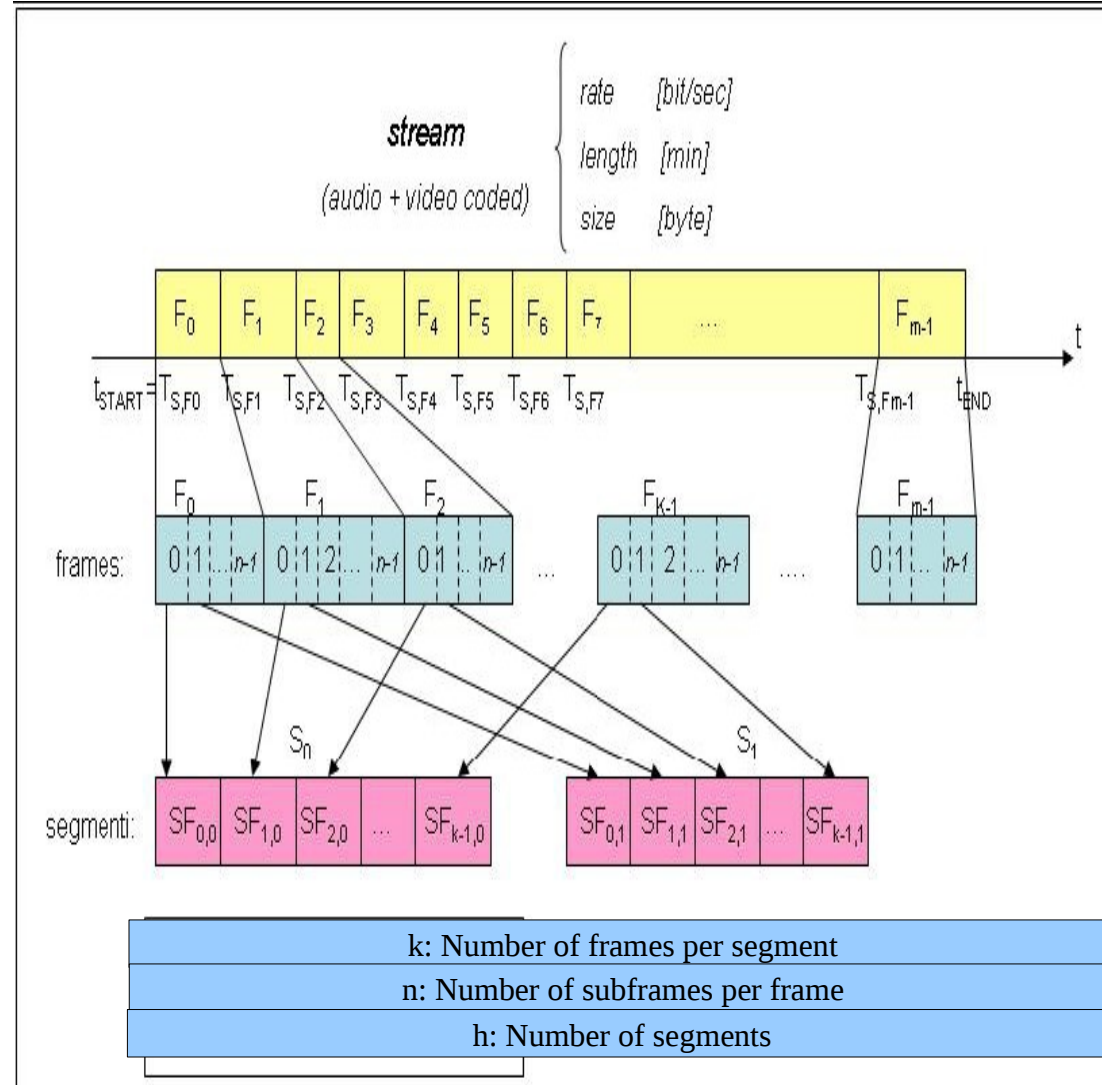 rate [bit/sec]
stream
length [min]
(audio + video coded)
size [byte]
F0 F1 F2 F3 F4 F5 F6 F7 ... Fm-1
t
tSTART = TS,F0 TS,F1 TS,F2 TS,F3 TS,F4 TS,F5 TS,F6 TS,F7 TS,Fm-1 tEND
F0 F1 F2 FK-1 Fm-1
frames: 0 1 ... n-1 0 1 2 ... n-1 0 1 .. n-1 ... 0 1 2 ... n-1 .... 0 1 ... n-1
Sn S1
segmenti: SF0,0 SF1,0 SF2,0 ... SFk-1,0 SF0,1 SF1,1 SF2,1 ... SFk-1,1
k: Number of frames per segment
n: Number of subframes per frame
h: Number of segments